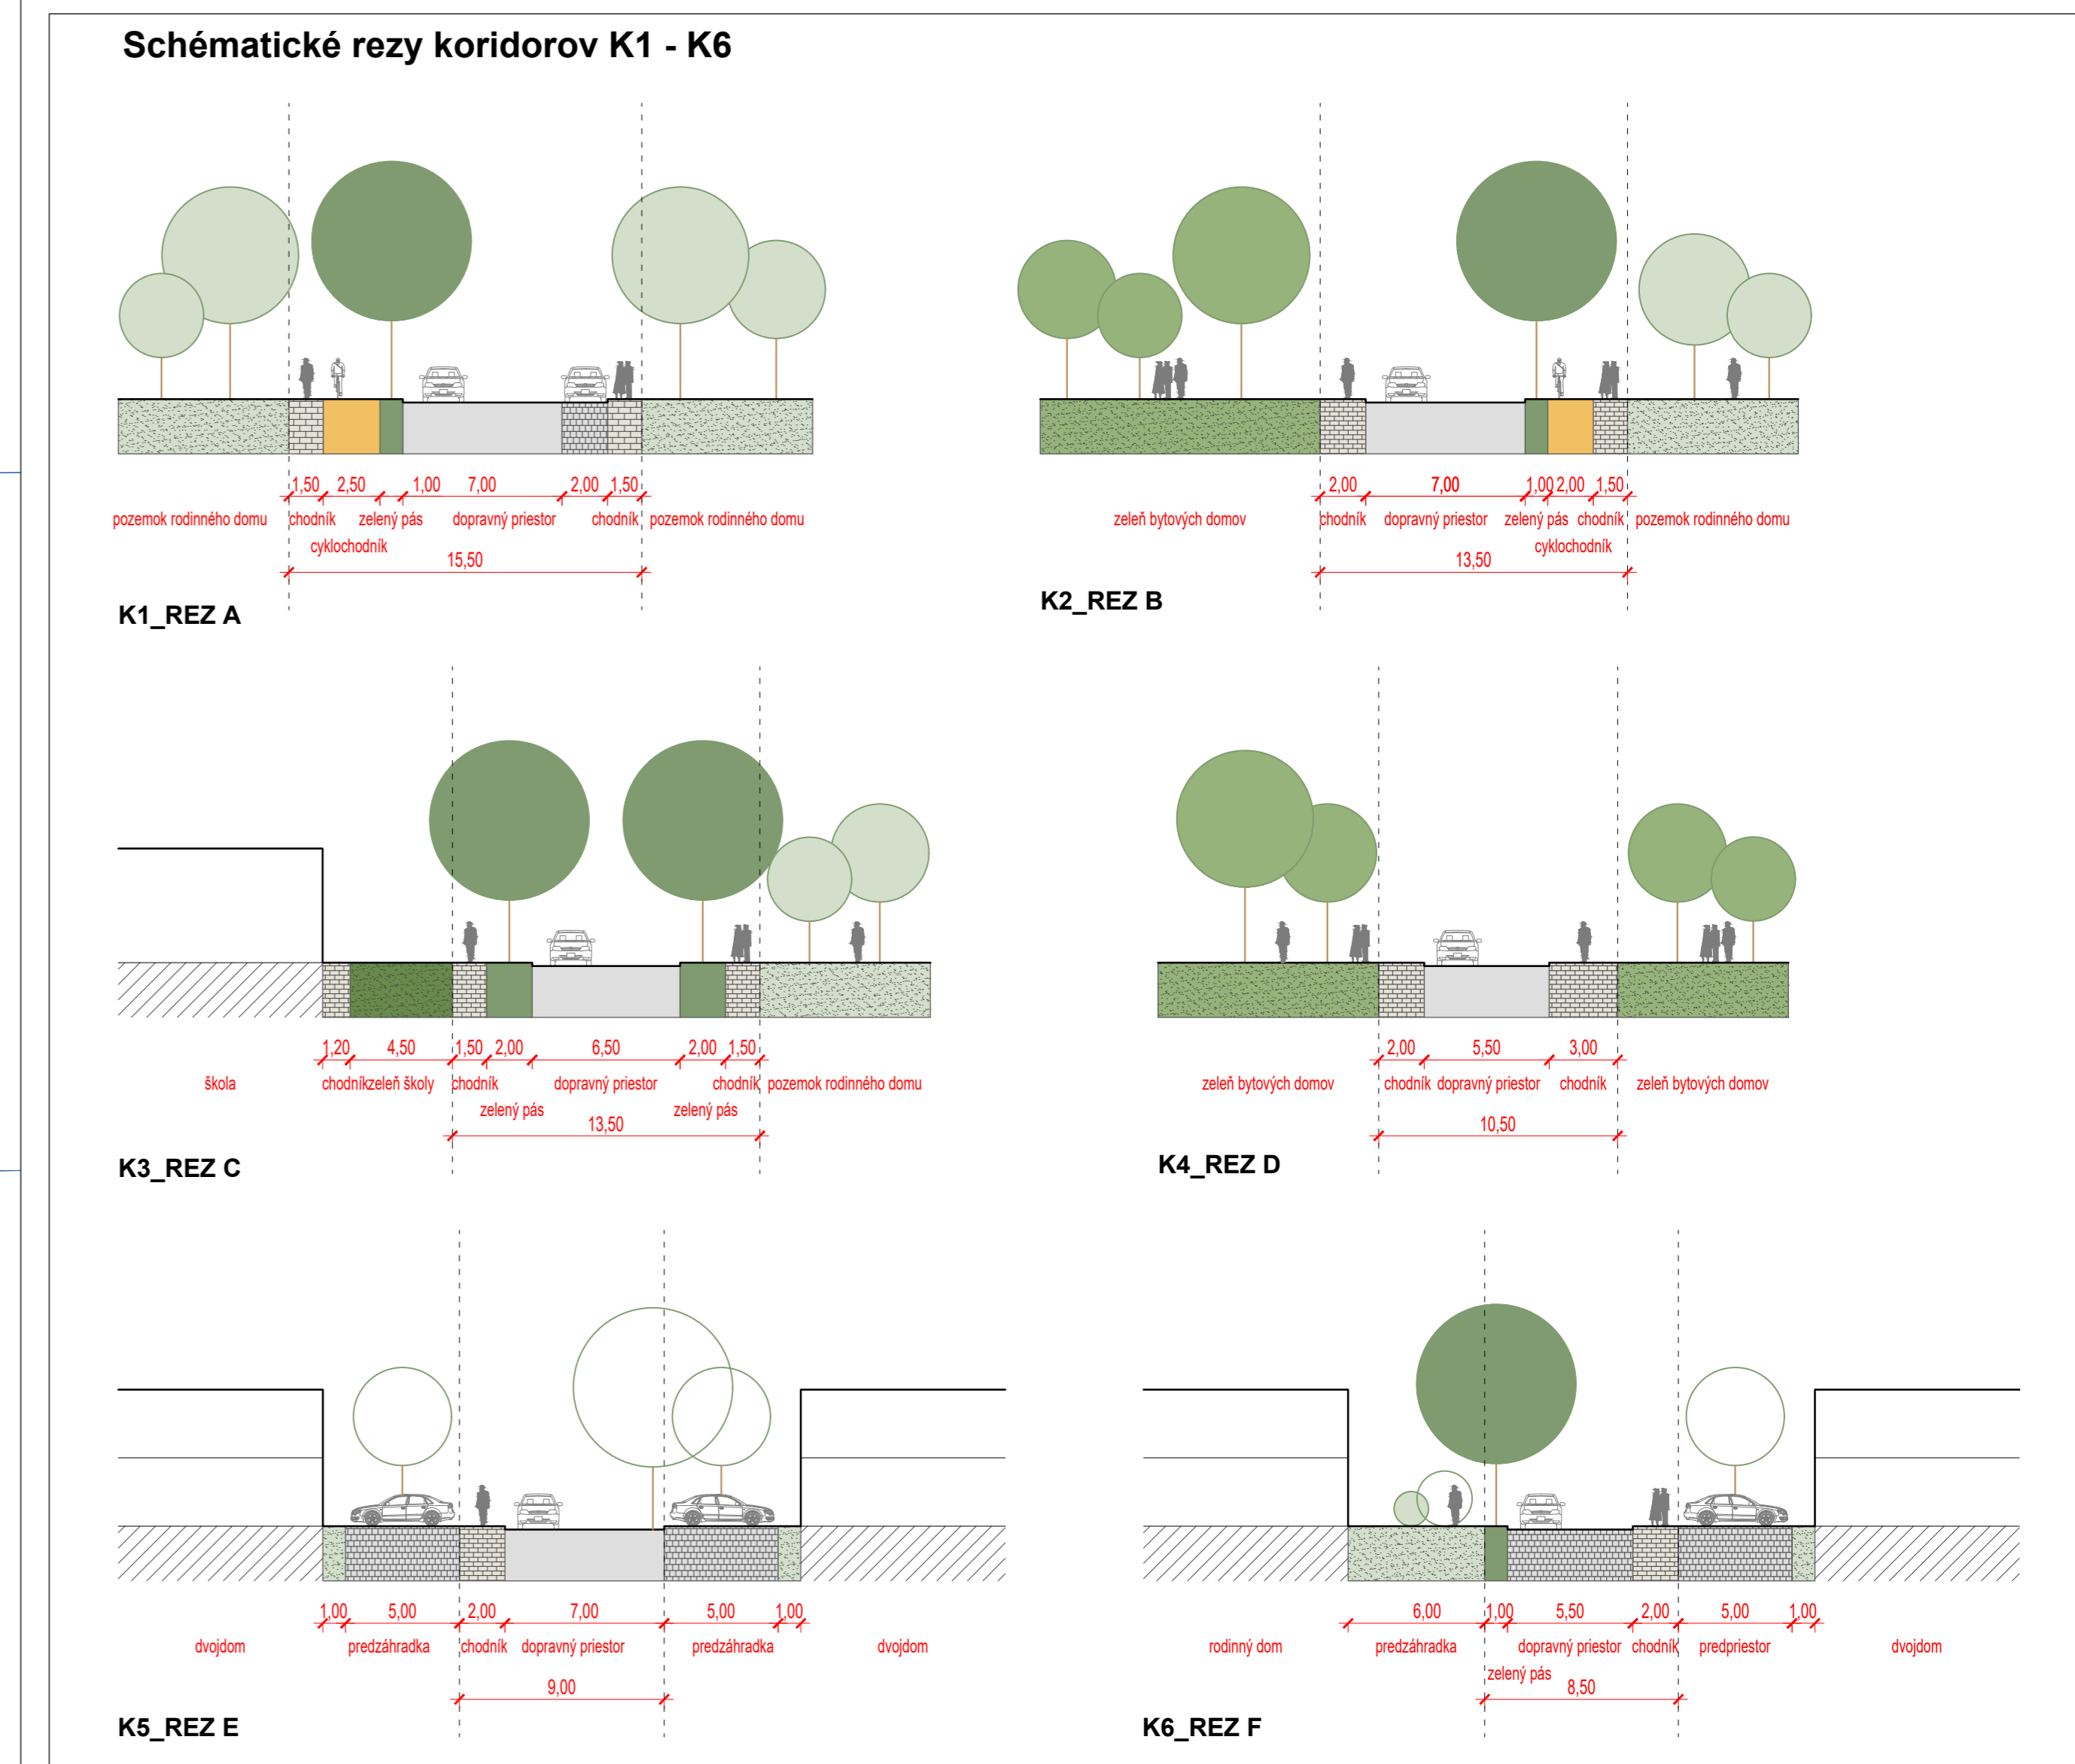 Schématické rezy koridorov K1 - K6
1,50 2,50 1,00 7,00 2,00 1,50
pozemok rodinného domu chodník zelený pás dopravný priestor chodník pozemok rodinného domu
cyklochodník
15,50
K1_REZ A
2,00 7,00 1,00 2,00 1,50
zeleň bytových domov chodník dopravný priestor zelený pás chodník pozemok rodinného domu
cyklochodník
13,50
K2_REZ B
1,20 4,50 1,50 2,00 6,50 2,00 1,50
škola chodník zeleň školy chodník dopravný priestor chodník pozemok rodinného domu
zelený pás zelený pás
13,50
K3_REZ C
2,00 5,50 3,00
zeleň bytových domov chodník dopravný priestor chodník zeleň bytových domov
10,50
K4_REZ D
1,00 5,00 2,00 7,00 5,00 1,00
dvojdom predzáhradka chodník dopravný priestor predzáhradka dvojdom
9,00
K5_REZ E
6,00 1,00 5,50 2,00 5,00 1,00
rodinný dom predzáhradka dopravný priestor chodník predpriestor dvojdom
zelený pás
8,50
K6_REZ F